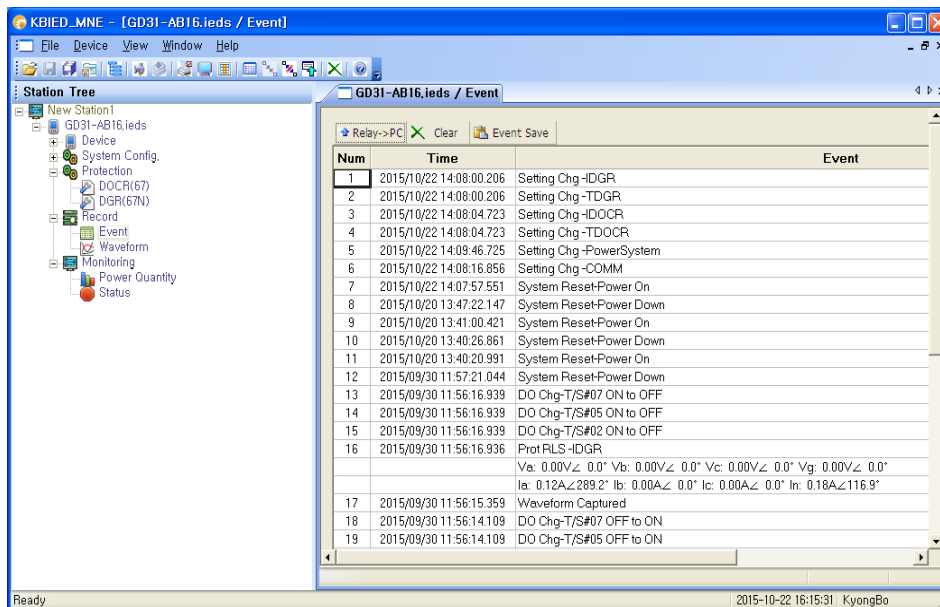 KBIED_MNE - [GD31-AB16.ieds / Event]
File Device View Window Help
Station Tree
New Station1
GD31-AB16.ieds
Device
System Config.
Protection
DOCR(67)
DGR(67N)
Record
Event
Waveform
Monitoring
Power Quantity
Status
GD31-AB16.ieds / Event
Relay->PC Clear Event Save
Num Time Event
1 2015/10/22 14:08:00.206 Setting Chg -IDGR
2 2015/10/22 14:08:00.206 Setting Chg -TDGR
3 2015/10/22 14:08:04.723 Setting Chg -IDOCR
4 2015/10/22 14:08:04.723 Setting Chg -TDOCR
5 2015/10/22 14:09:46.725 Setting Chg -PowerSystem
6 2015/10/22 14:08:16.856 Setting Chg -COMM
7 2015/10/22 14:07:57.551 System Reset-Power On
8 2015/10/20 13:47:22.147 System Reset-Power Down
9 2015/10/20 13:41:00.421 System Reset-Power On
10 2015/10/20 13:40:26.861 System Reset-Power Down
11 2015/10/20 13:40:20.991 System Reset-Power On
12 2015/09/30 11:57:21.044 System Reset-Power Down
13 2015/09/30 11:56:16.939 DO Chg-T/S#07 ON to OFF
14 2015/09/30 11:56:16.939 DO Chg-T/S#05 ON to OFF
15 2015/09/30 11:56:16.939 DO Chg-T/S#02 ON to OFF
16 2015/09/30 11:56:16.936 Prot RLS -IDGR
Va: 0.00V∠ 0.0° Vb: 0.00V∠ 0.0° Vc: 0.00V∠ 0.0° Vg: 0.00V∠ 0.0°
Ia: 0.12A∠289.2° Ib: 0.00A∠ 0.0° Ic: 0.00A∠ 0.0° In: 0.18A∠116.9°
17 2015/09/30 11:56:15.359 Waveform Captured
18 2015/09/30 11:56:14.109 DO Chg-T/S#07 OFF to ON
19 2015/09/30 11:56:14.109 DO Chg-T/S#05 OFF to ON
Ready 2015-10-22 16:15:31 KyongBo